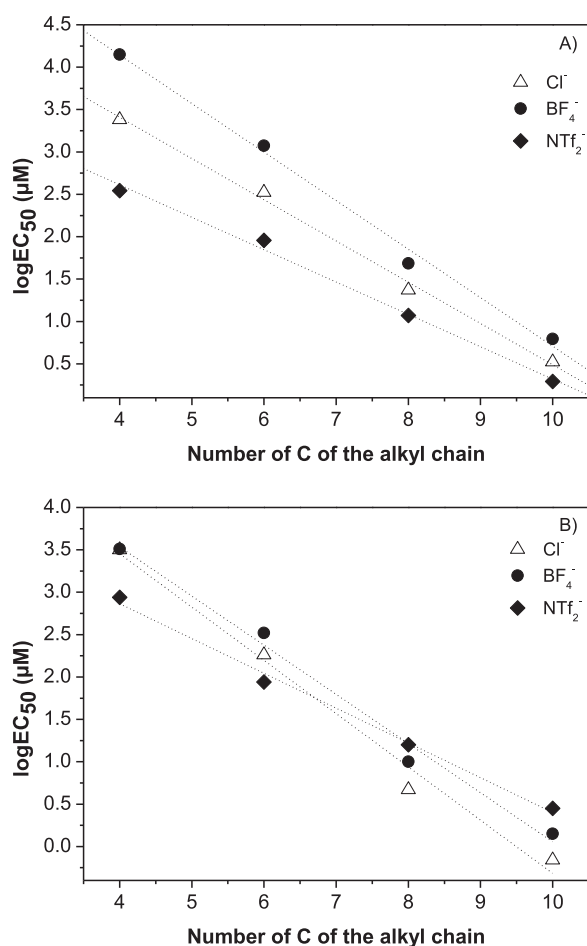 A)
Cl⁻
BF₄⁻
NTf₂⁻
4.5
4.0
3.5
3.0
2.5
2.0
1.5
1.0
0.5
logEC₅₀ (µM)
4 5 6 7 8 9 10
Number of C of the alkyl chain
B)
Cl⁻
BF₄⁻
NTf₂⁻
4.0
3.5
3.0
2.5
2.0
1.5
1.0
0.5
0.0
logEC₅₀ (µM)
4 5 6 7 8 9 10
Number of C of the alkyl chain